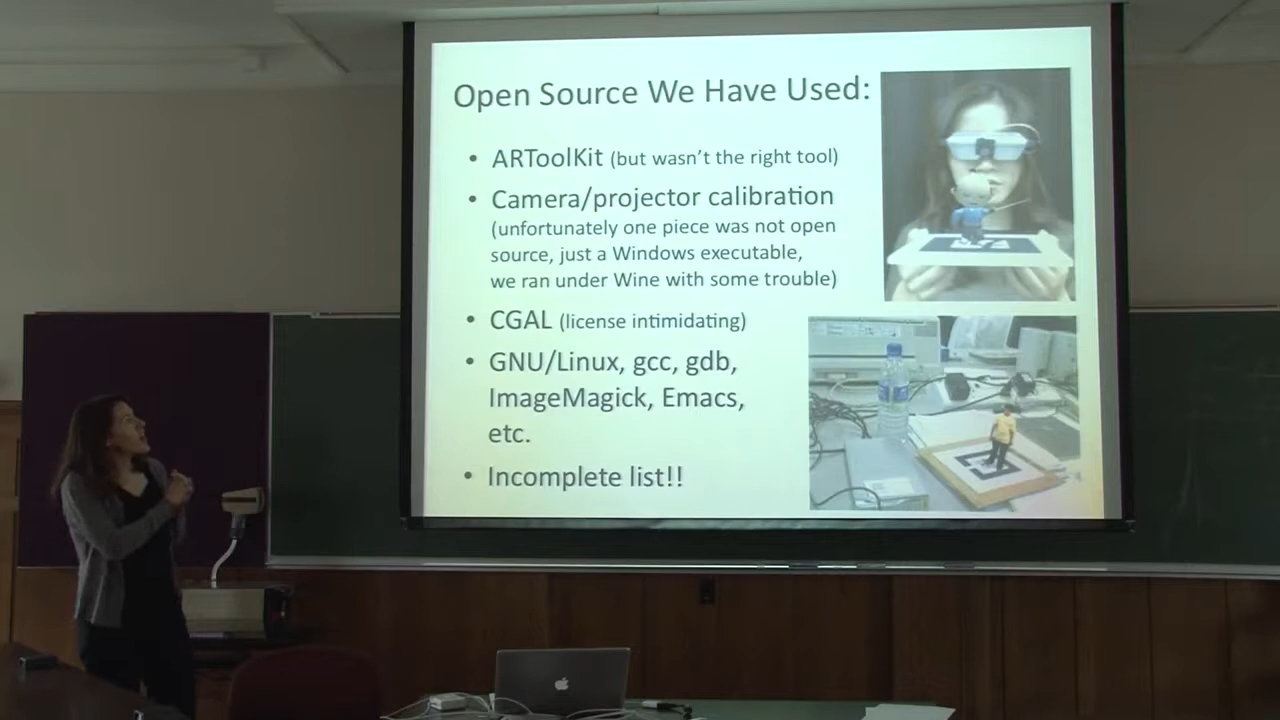 Open Source We Have Used:
• ARToolKit (but wasn't the right tool)
• Camera/projector calibration
(unfortunately one piece was not open
source, just a Windows executable,
we ran under Wine with some trouble)
• CGAL (license intimidating)
• GNU/Linux, gcc, gdb,
ImageMagick, Emacs,
etc.
• Incomplete list!!